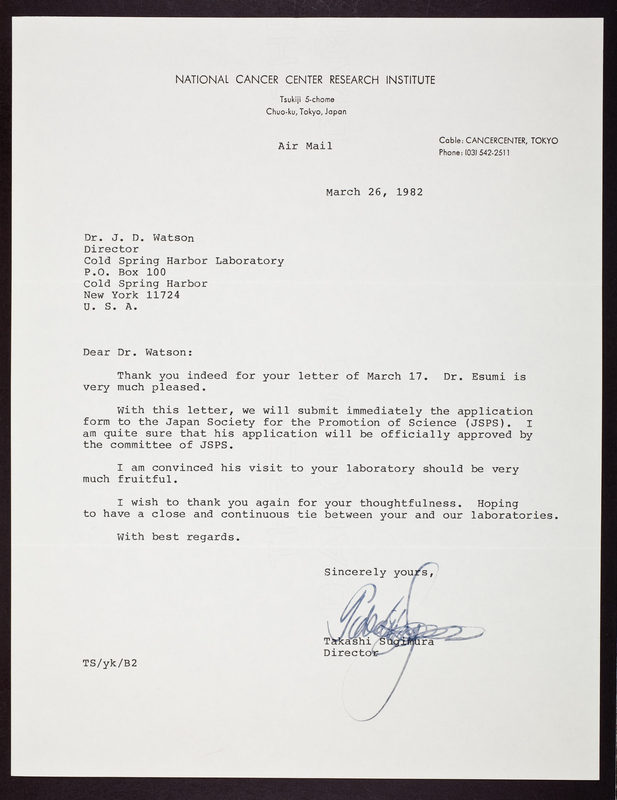 NATIONAL CANCER CENTER RESEARCH INSTITUTE
Tsukiji 5-chome
Chuo-ku, Tokyo, Japan
Cable: CANCERCENTER, TOKYO
Phone: (03) 542-2511
Air Mail
March 26, 1982
Dr. J. D. Watson
Director
Cold Spring Harbor Laboratory
P.O. Box 100
Cold Spring Harbor
New York 11724
U. S. A.
Dear Dr. Watson:
Thank you indeed for your letter of March 17. Dr. Esumi is
very much pleased.
With this letter, we will submit immediately the application
form to the Japan Society for the Promotion of Science (JSPS). I
am quite sure that his application will be officially approved by
the committee of JSPS.
I am convinced his visit to your laboratory should be very
much fruitful.
I wish to thank you again for your thoughtfulness. Hoping
to have a close and continuous tie between your and our laboratories.
With best regards.
Sincerely yours,
Takashi Sugimura
Director
TS/yk/B2